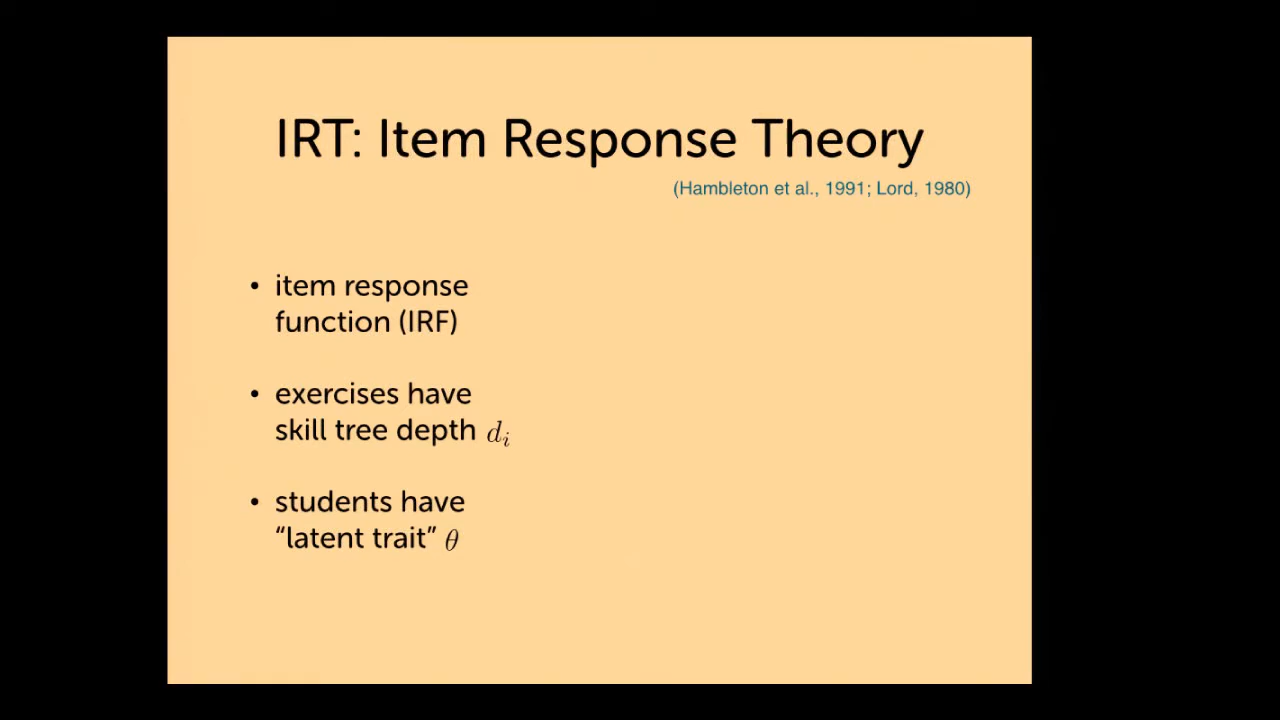 IRT: Item Response Theory
(Hambleton et al., 1991; Lord, 1980)
• item response
function (IRF)
• exercises have
skill tree depth d_i
• students have
“latent trait” θ